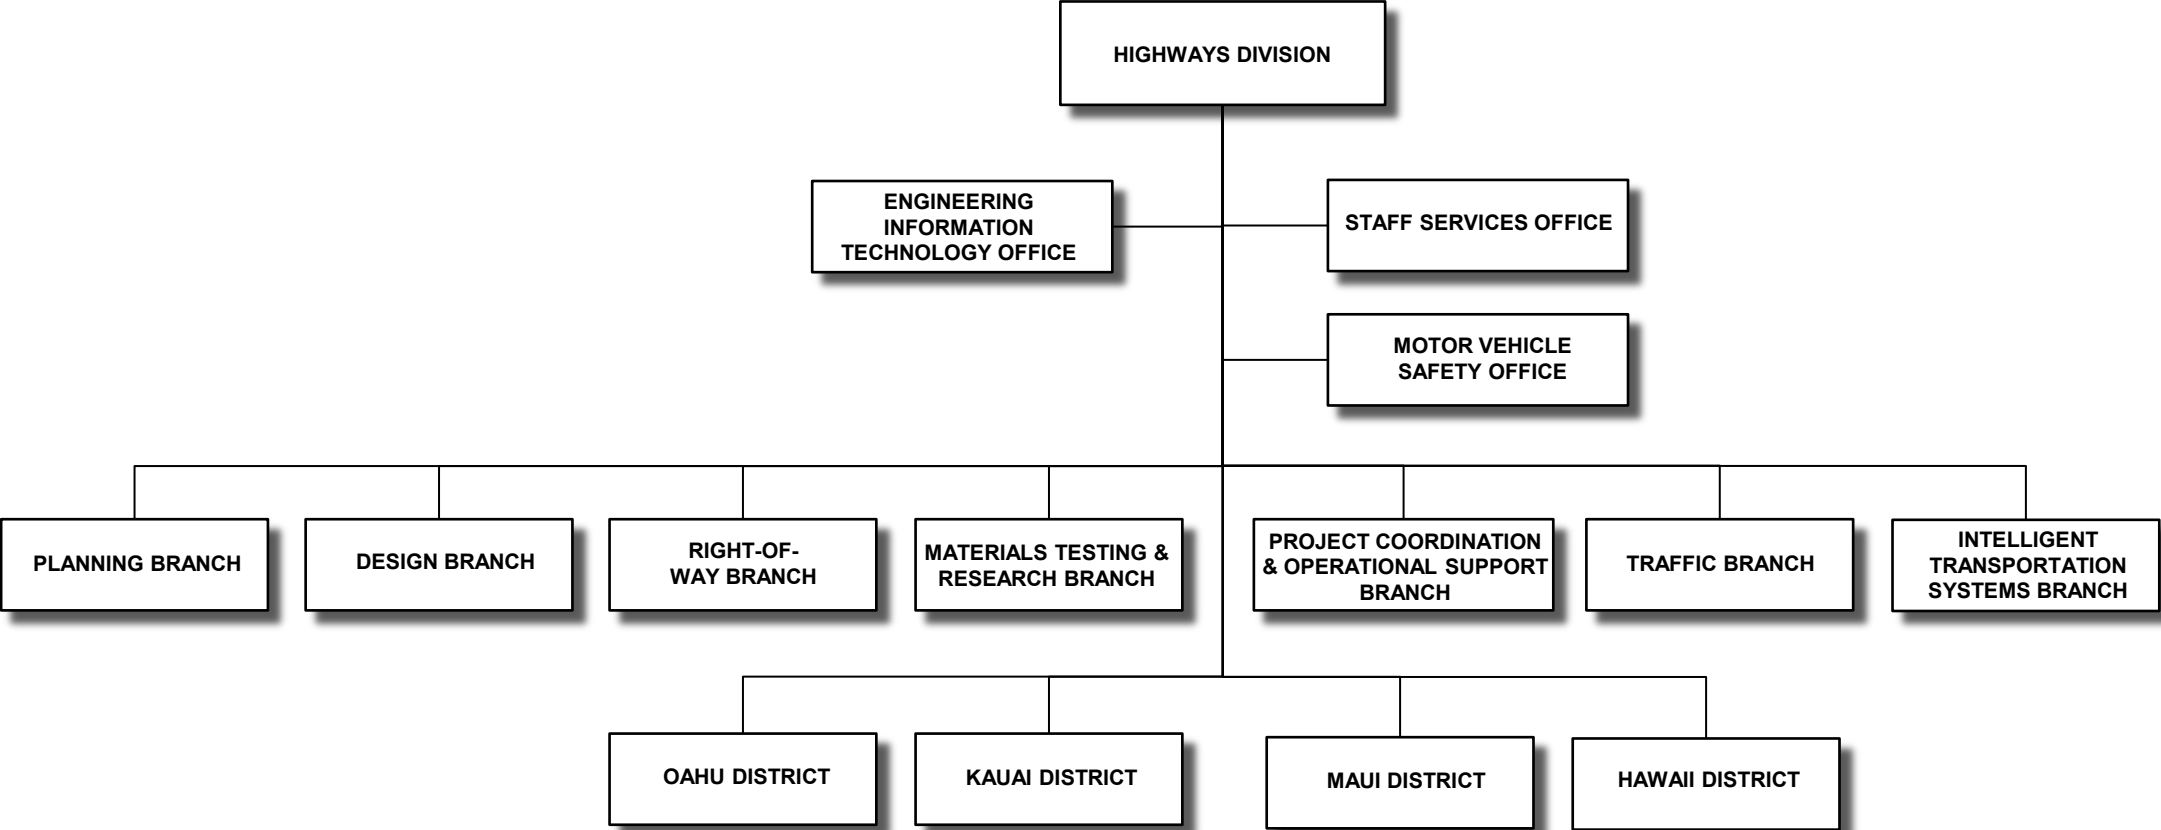 HIGHWAYS DIVISION
ENGINEERING
INFORMATION
TECHNOLOGY OFFICE
STAFF SERVICES OFFICE
MOTOR VEHICLE
SAFETY OFFICE
PLANNING BRANCH
DESIGN BRANCH
RIGHT-OF-
WAY BRANCH
MATERIALS TESTING &
RESEARCH BRANCH
PROJECT COORDINATION
& OPERATIONAL SUPPORT
BRANCH
TRAFFIC BRANCH
INTELLIGENT
TRANSPORTATION
SYSTEMS BRANCH
OAHU DISTRICT
KAUAI DISTRICT
MAUI DISTRICT
HAWAII DISTRICT